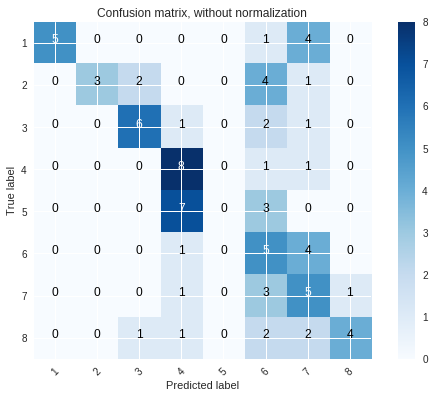 Confusion matrix, without normalization
1 5 0 0 0 0 1 4 0
2 0 3 2 0 0 4 1 0
3 0 0 6 1 0 2 1 0
4 0 0 0 8 0 1 1 0
5 0 0 0 7 0 3 0 0
6 0 0 0 1 0 5 4 0
7 0 0 0 1 0 3 5 1
8 0 0 1 1 0 2 2 4
1 2 3 4 5 6 7 8
True label
Predicted label
8
7
6
5
4
3
2
1
0